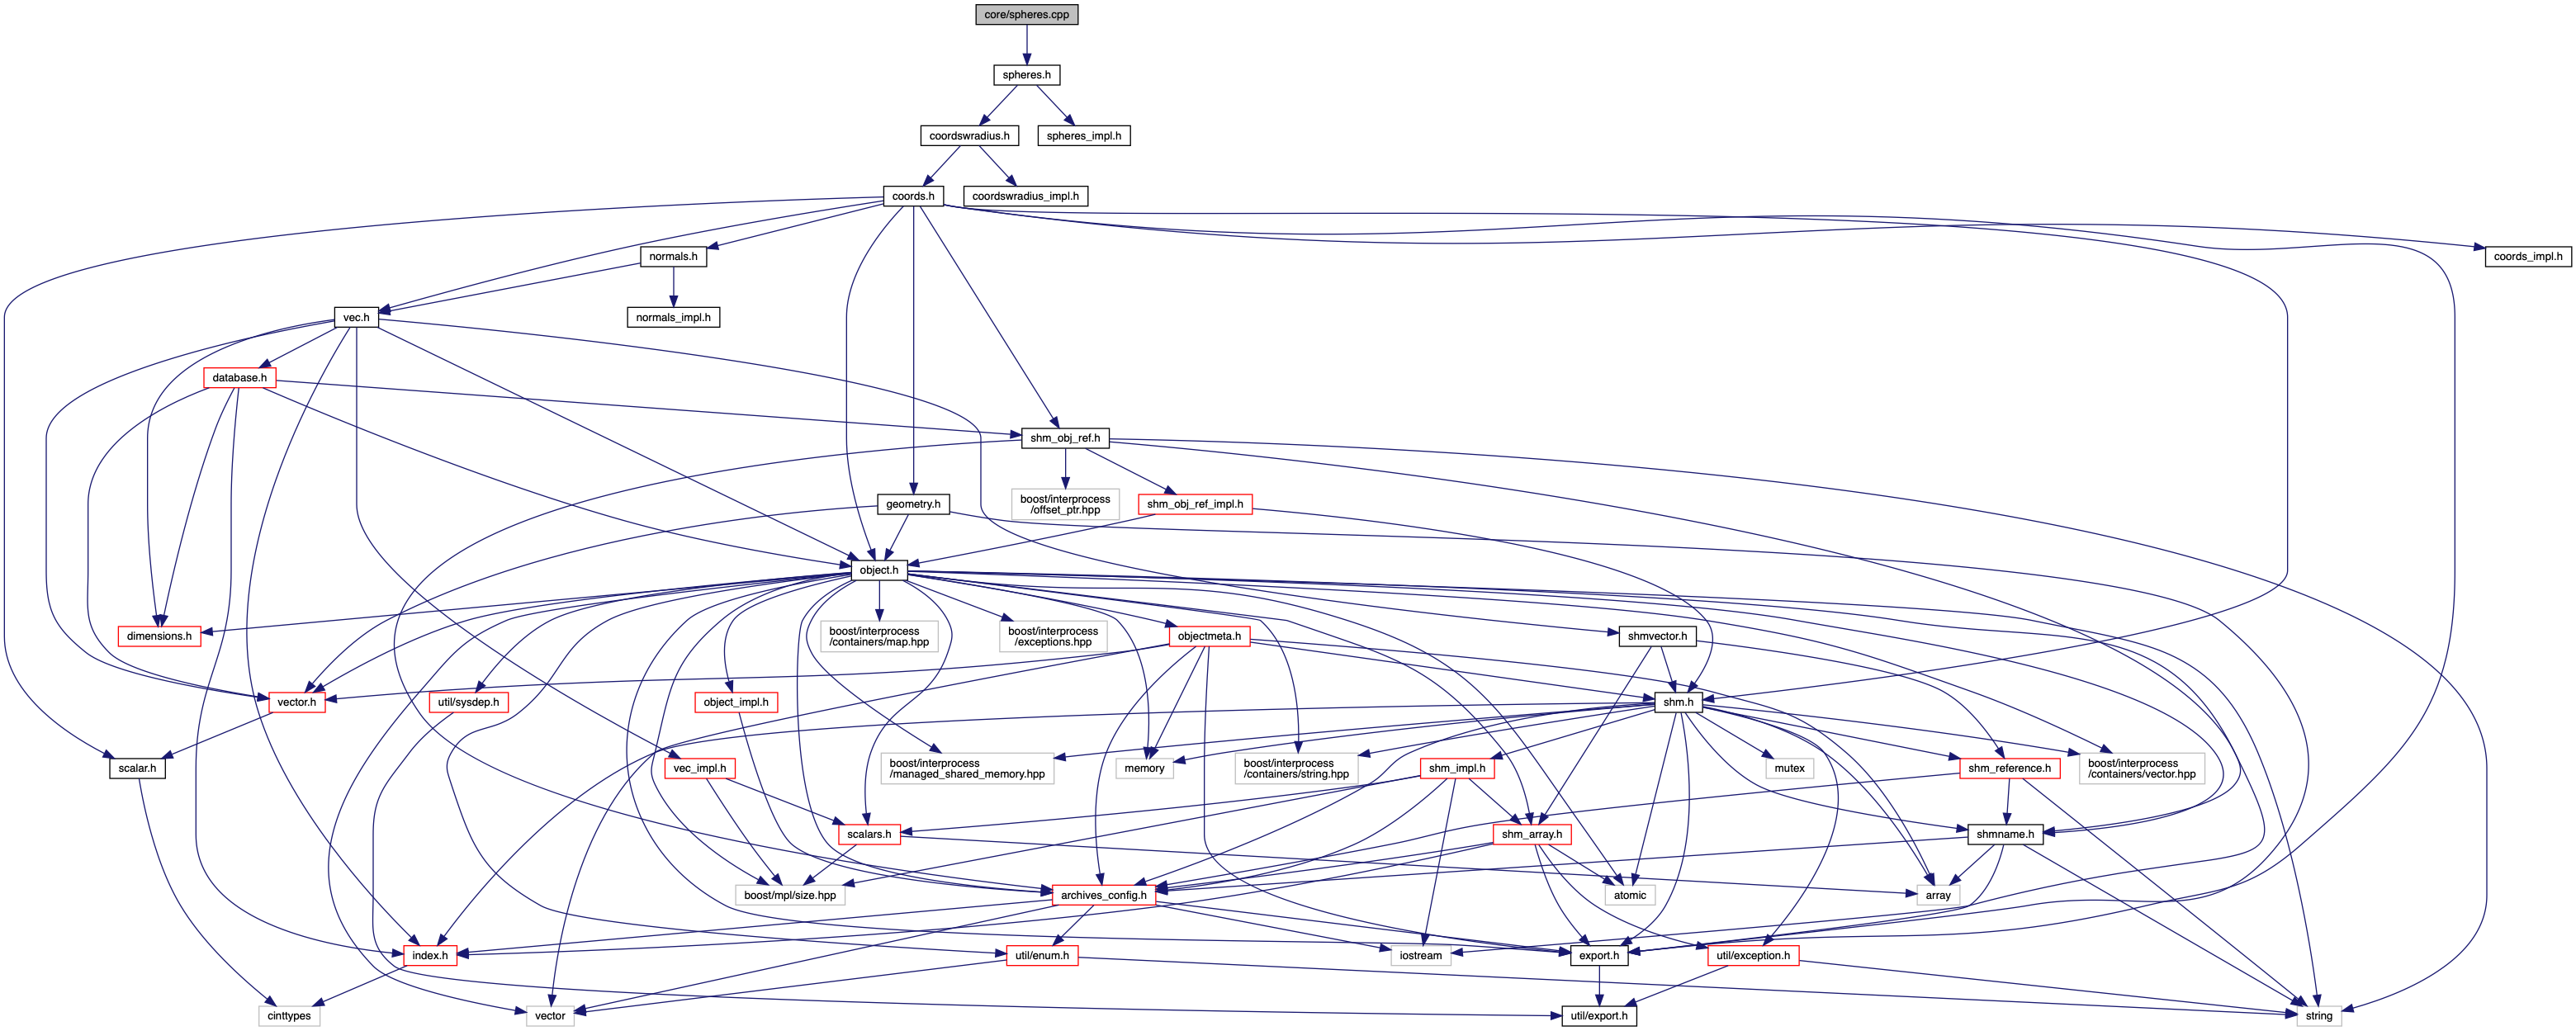 core/spheres.cpp
spheres.h
coordswradius.h
spheres_impl.h
coords.h
coordswradius_impl.h
normals.h
coords_impl.h
vec.h
normals_impl.h
database.h
shm_obj_ref.h
geometry.h
boost/interprocess
/offset_ptr.hpp
shm_obj_ref_impl.h
object.h
dimensions.h
boost/interprocess
/containers/map.hpp
boost/interprocess
/exceptions.hpp
objectmeta.h
shmvector.h
vector.h
util/sysdep.h
object_impl.h
shm.h
scalar.h
vec_impl.h
boost/interprocess
/managed_shared_memory.hpp
memory
boost/interprocess
/containers/string.hpp
shm_impl.h
mutex
shm_reference.h
boost/interprocess
/containers/vector.hpp
scalars.h
shm_array.h
shmname.h
boost/mpl/size.hpp
archives_config.h
atomic
array
index.h
util/enum.h
iostream
export.h
util/exception.h
cinttypes
vector
util/export.h
string